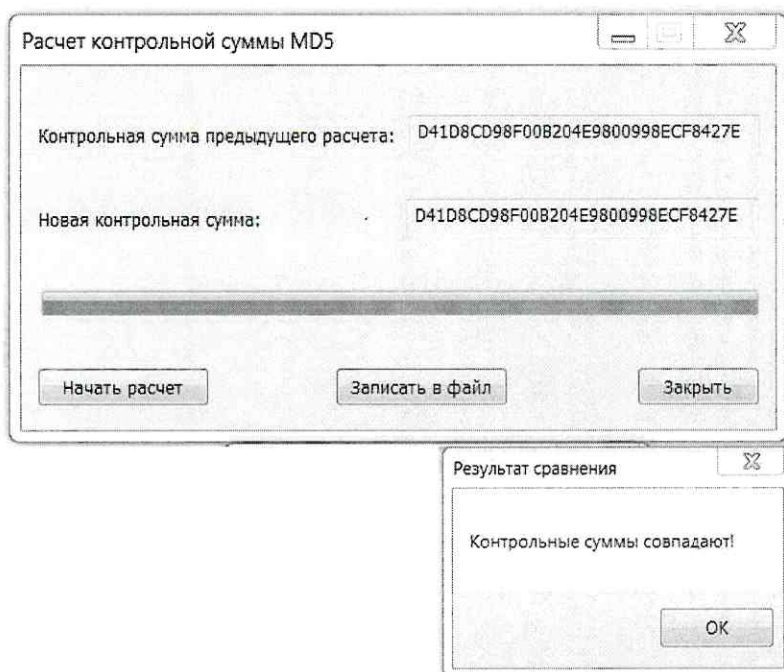 Расчет контрольной суммы MD5
Контрольная сумма предыдущего расчета: D41D8CD98F00B204E9800998ECF8427E
Новая контрольная сумма: D41D8CD98F00B204E9800998ECF8427E
Начать расчет Записать в файл Закрыть
Результат сравнения
Контрольные суммы совпадают!
OK